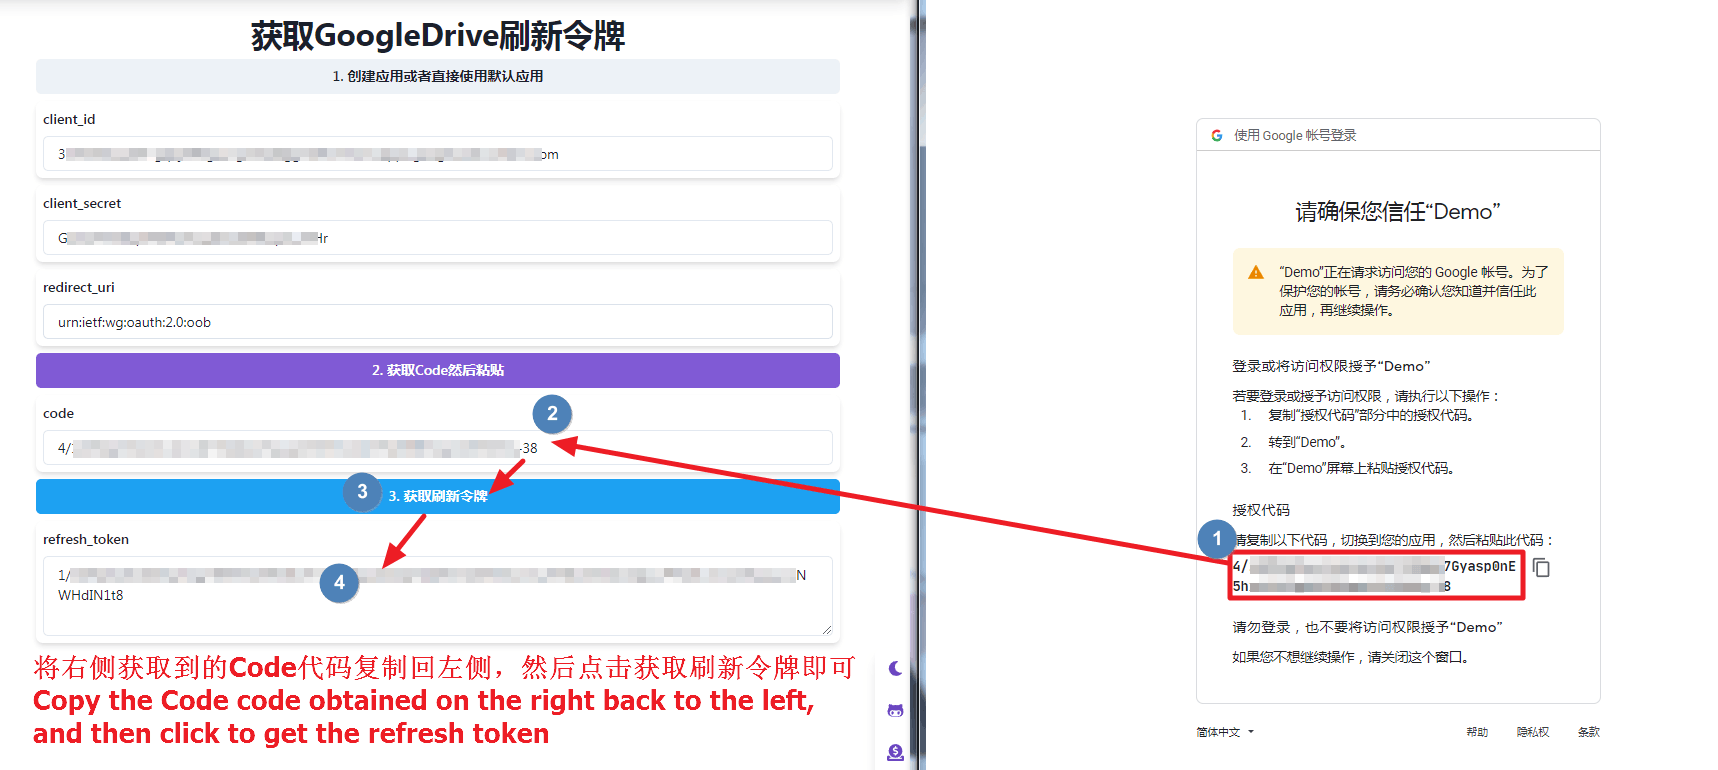 获取GoogleDrive刷新令牌
1. 创建应用或者直接使用默认应用
client_id
3 om
client_secret
G Hr
redirect_uri
urn:ietf:wg:oauth:2.0:oob
2. 获取Code然后粘贴
code
2
4/ -38
3
3. 获取刷新令牌
refresh_token
1/ N
WHdIN1t8
4
将右侧获取到的Code代码复制回左侧，然后点击获取刷新令牌即可
Copy the Code code obtained on the right back to the left,
and then click to get the refresh token
使用 Google 帐号登录
请确保您信任“Demo”
“Demo”正在请求访问您的 Google 帐号。为了
保护您的帐号，请务必确认您知道并信任此
应用，再继续操作。
登录或将访问权限授予“Demo”
若要登录或授予访问权限，请执行以下操作：
1. 复制“授权代码”部分中的授权代码。
2. 转到“Demo”。
3. 在“Demo”屏幕上粘贴授权代码。
授权代码
1
请复制以下代码，切换到您的应用，然后粘贴此代码：
4/ 7Gyasp0nE
5h 8
请勿登录，也不要将访问权限授予“Demo”
如果您不想继续操作，请关闭这个窗口。
简体中文
帮助
隐私权
条款